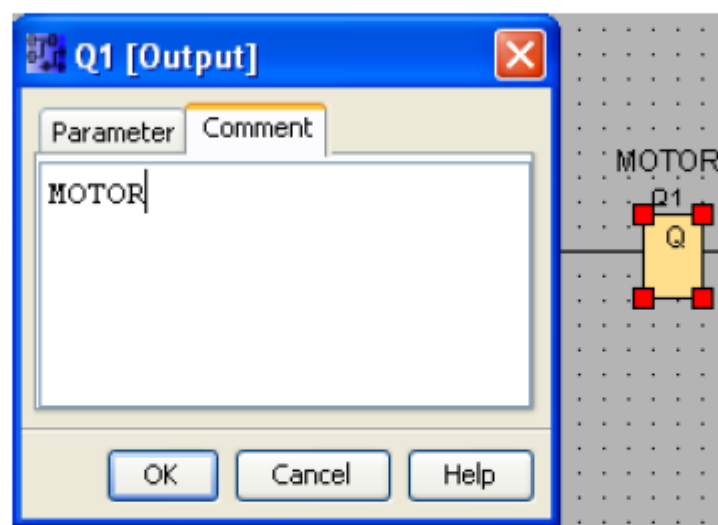 Q1 [Output]
Parameter
Comment
MOTOR
OK
Cancel
Help
MOTOR
Q1
Q